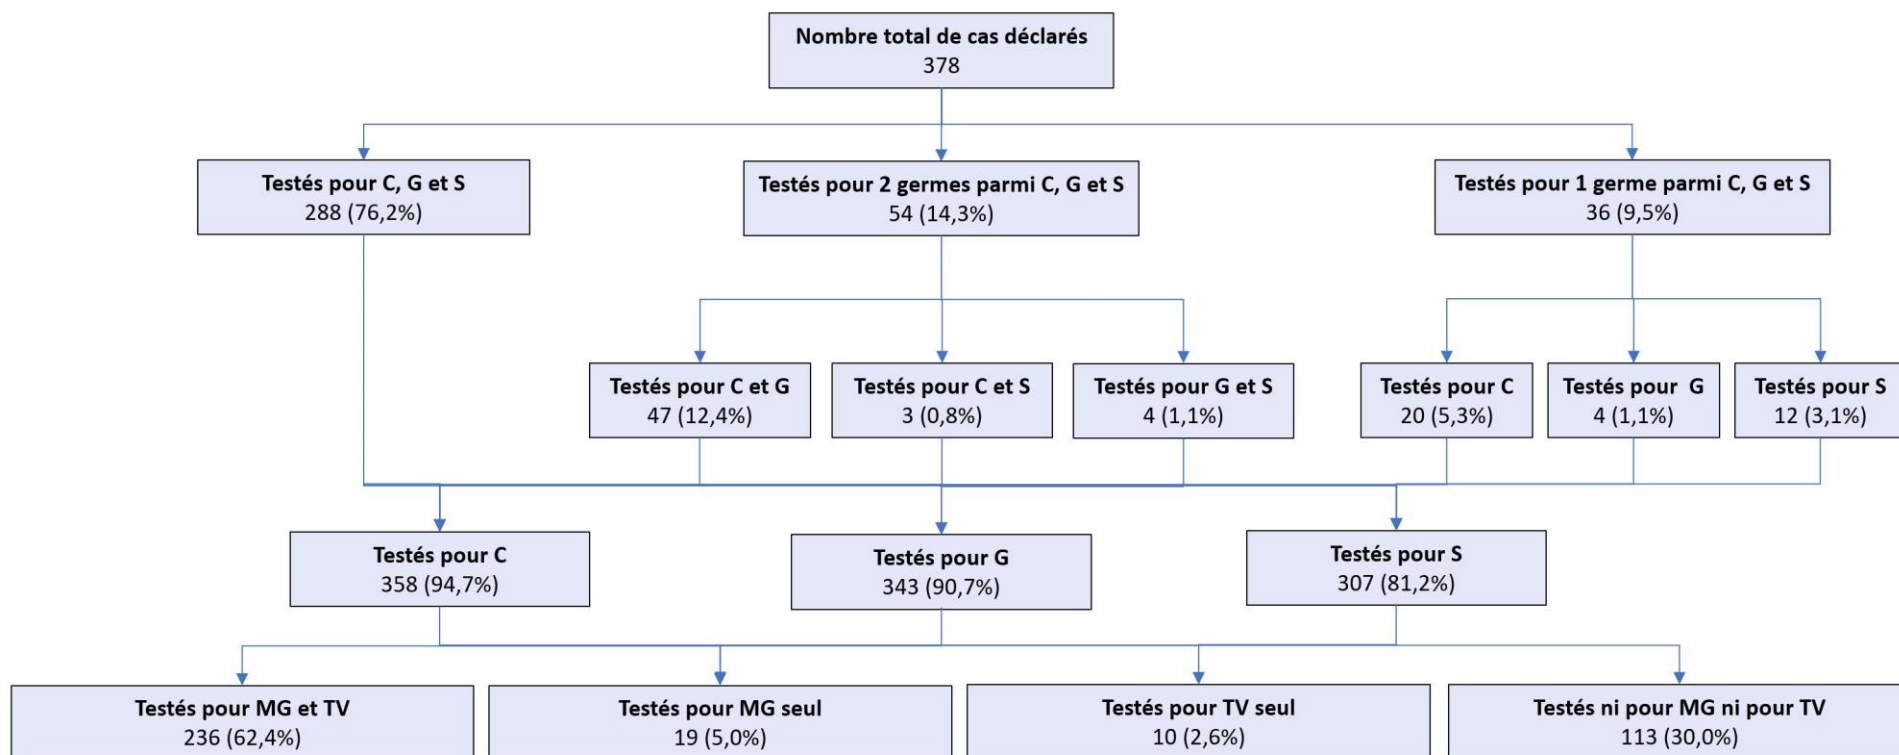 Nombre total de cas déclarés
378
Testés pour C, G et S
288 (76,2%)
Testés pour 2 germes parmi C, G et S
54 (14,3%)
Testés pour 1 germe parmi C, G et S
36 (9,5%)
Testés pour C et G
47 (12,4%)
Testés pour C et S
3 (0,8%)
Testés pour G et S
4 (1,1%)
Testés pour C
20 (5,3%)
Testés pour G
4 (1,1%)
Testés pour S
12 (3,1%)
Testés pour C
358 (94,7%)
Testés pour G
343 (90,7%)
Testés pour S
307 (81,2%)
Testés pour MG et TV
236 (62,4%)
Testés pour MG seul
19 (5,0%)
Testés pour TV seul
10 (2,6%)
Testés ni pour MG ni pour TV
113 (30,0%)